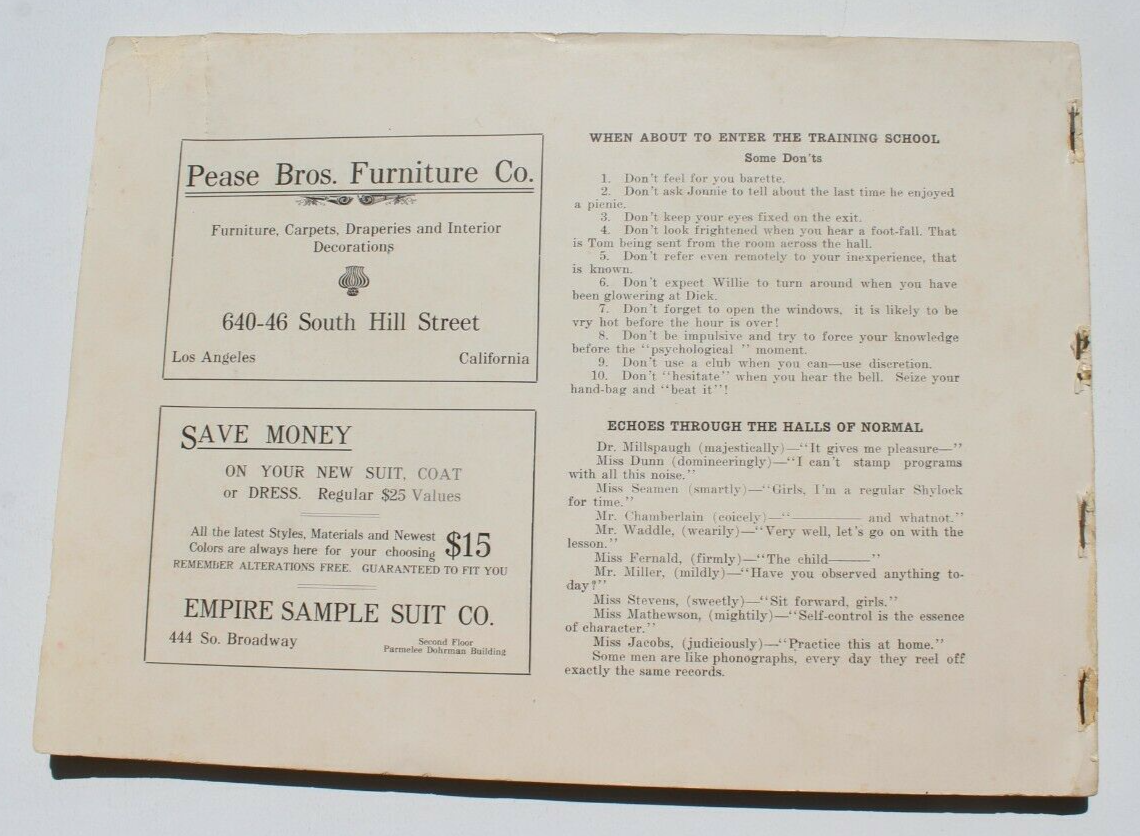 Pease Bros. Furniture Co.
Furniture, Carpets, Draperies and Interior
Decorations
640-46 South Hill Street
Los Angeles California
SAVE MONEY
ON YOUR NEW SUIT, COAT
or DRESS. Regular $25 Values
All the latest Styles, Materials and Newest
Colors are always here for your choosing $15
REMEMBER ALTERATIONS FREE. GUARANTEED TO FIT YOU
EMPIRE SAMPLE SUIT CO.
444 So. Broadway
Second Floor
Parmelee Dohrman Building
WHEN ABOUT TO ENTER THE TRAINING SCHOOL
Some Don'ts
1. Don't feel for you barette.
2. Don't ask Jonnie to tell about the last time he enjoyed
a picnic.
3. Don't keep your eyes fixed on the exit.
4. Don't look frightened when you hear a foot-fall. That
is Tom being sent from the room across the hall.
5. Don't refer even remotely to your inexperience, that
is known.
6. Don't expect Willie to turn around when you have
been glowering at Dick.
7. Don't forget to open the windows, it is likely to be
vry hot before the hour is over!
8. Don't be impulsive and try to force your knowledge
before the "psychological " moment.
9. Don't use a club when you can—use discretion.
10. Don't "hesitate" when you hear the bell. Seize your
hand-bag and "beat it"!
ECHOES THROUGH THE HALLS OF NORMAL
Dr. Millspaugh (majestically)—"It gives me pleasure—"
Miss Dunn (domineeringly)—"I can't stamp programs
with all this noise."
Miss Seamen (smartly)—"Girls, I'm a regular Shylock
for time."
Mr. Chamberlain (coicely)—"———— and whatnot."
Mr. Waddle, (wearily)—"Very well, let's go on with the
lesson."
Miss Fernald, (firmly)—"The child———"
Mr. Miller, (mildly)—"Have you observed anything to-
day?"
Miss Stevens, (sweetly)—"Sit forward, girls."
Miss Mathewson, (mightily)—"Self-control is the essence
of character."
Miss Jacobs, (judiciously)—"Practice this at home."
Some men are like phonographs, every day they reel off
exactly the same records.